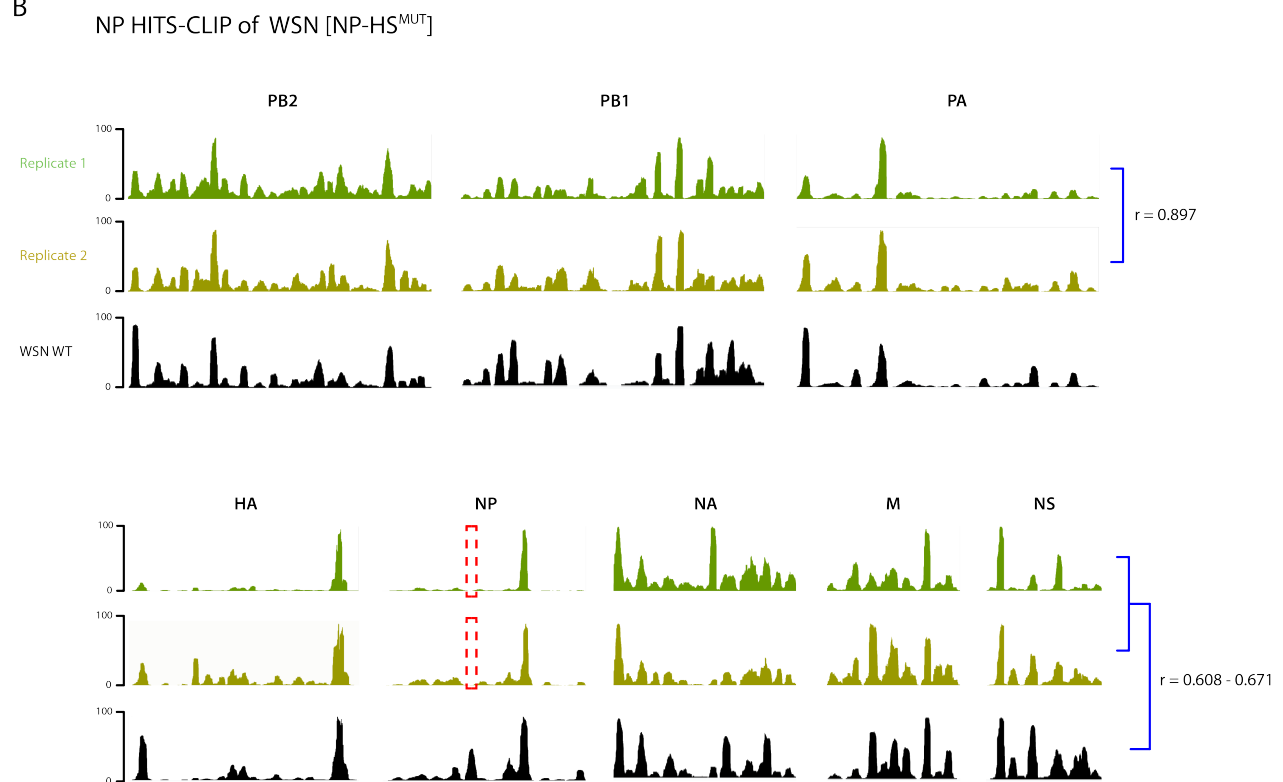 B
NP HITS-CLIP of WSN [NP-HSMUT]
PB2 PB1 PA
100
Replicate 1
0
r = 0.897
100
Replicate 2
0
100
WSN WT
0
HA NP NA M NS
100
0
100
0
r = 0.608 - 0.671
100
0